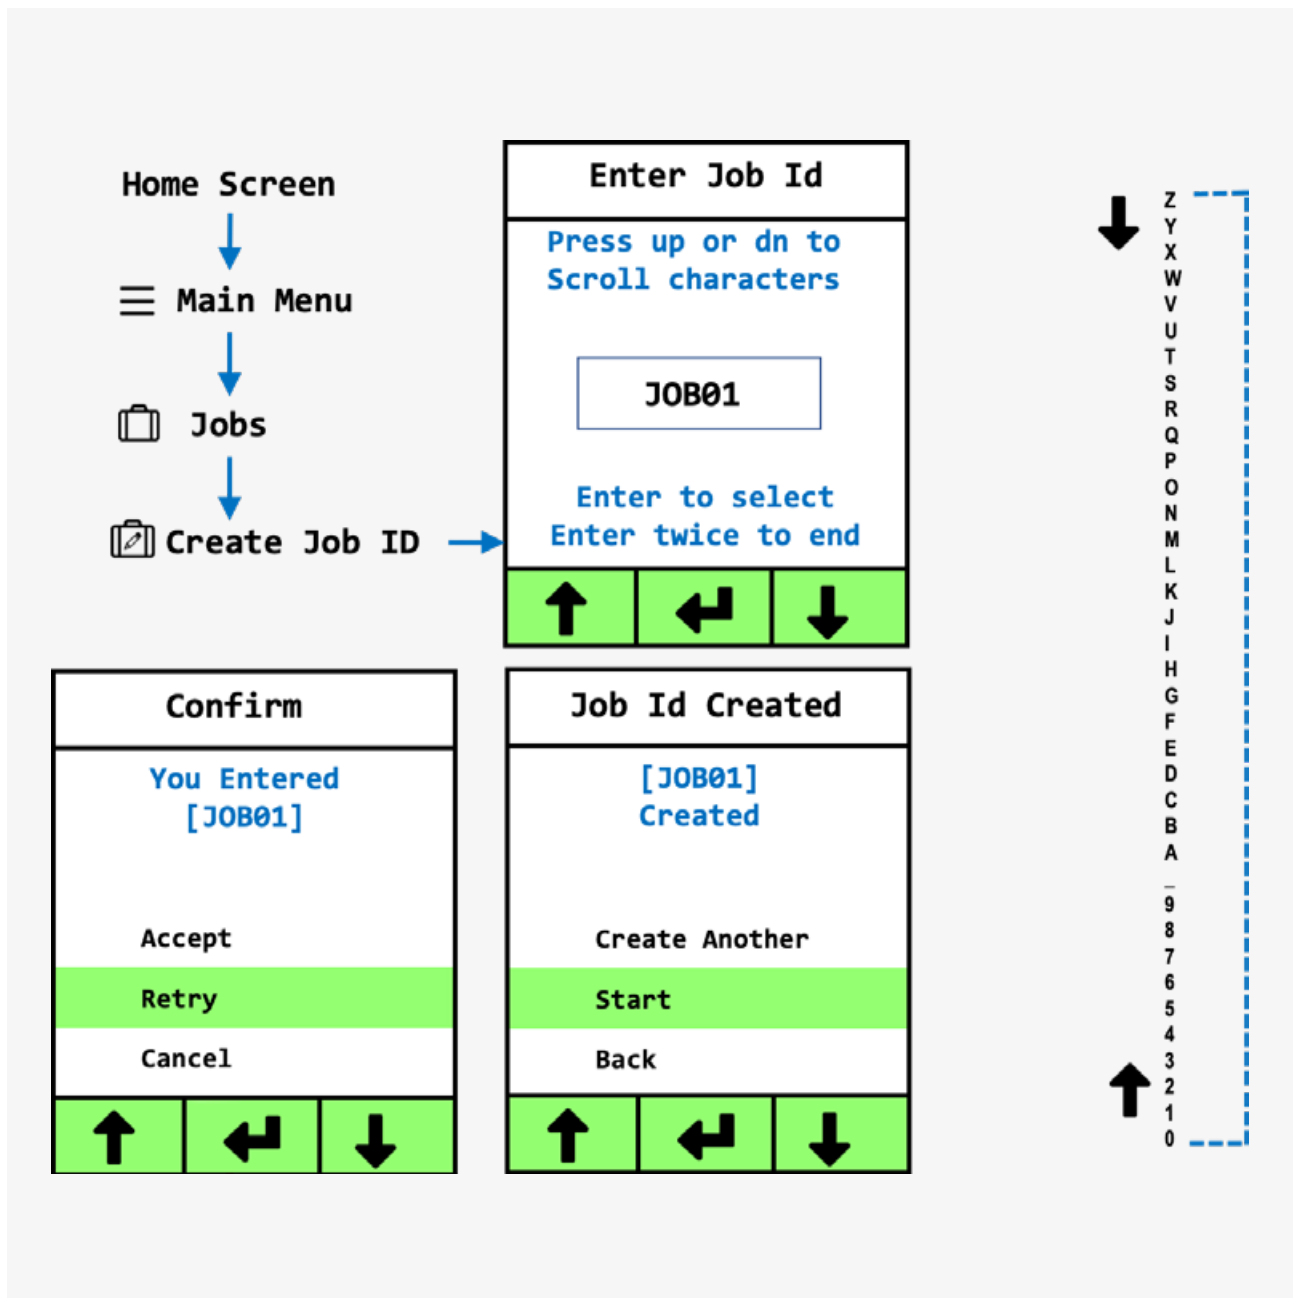 Home Screen
Main Menu
Jobs
Create Job ID
Enter Job Id
Press up or dn to
Scroll characters
JOB01
Enter to select
Enter twice to end
Confirm
You Entered
[JOB01]
Accept
Retry
Cancel
Job Id Created
[JOB01]
Created
Create Another
Start
Back
Z
Y
X
W
V
U
T
S
R
Q
P
O
N
M
L
K
J
I
H
G
F
E
D
C
B
A
_
9
8
7
6
5
4
3
2
1
0